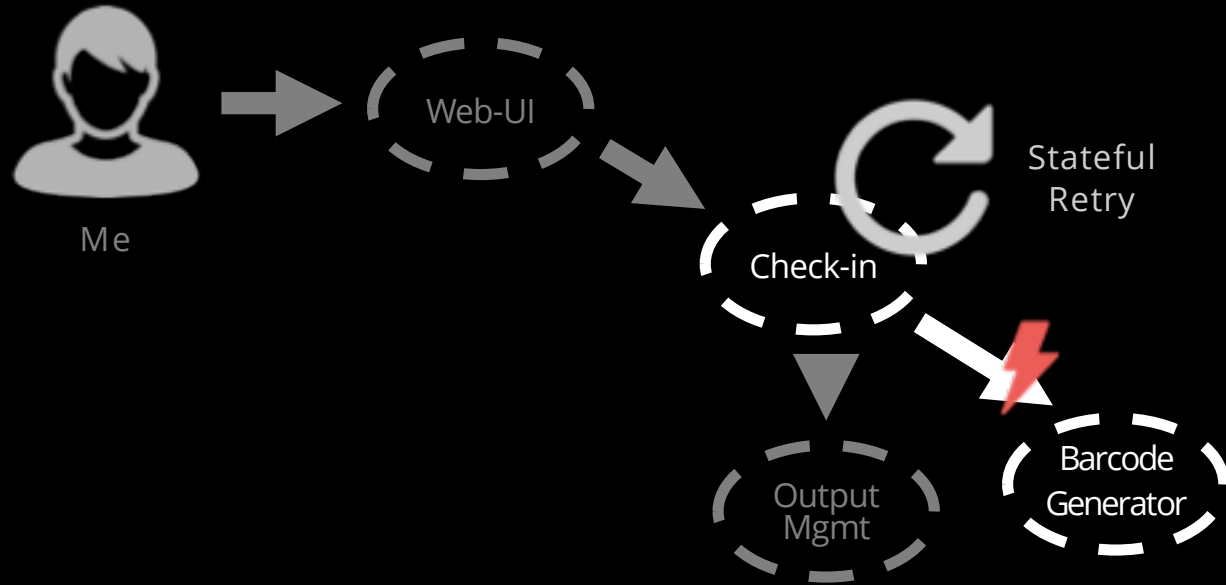 Me
Web-UI
Stateful
Retry
Check-in
Barcode
Generator
Output
Mgmt